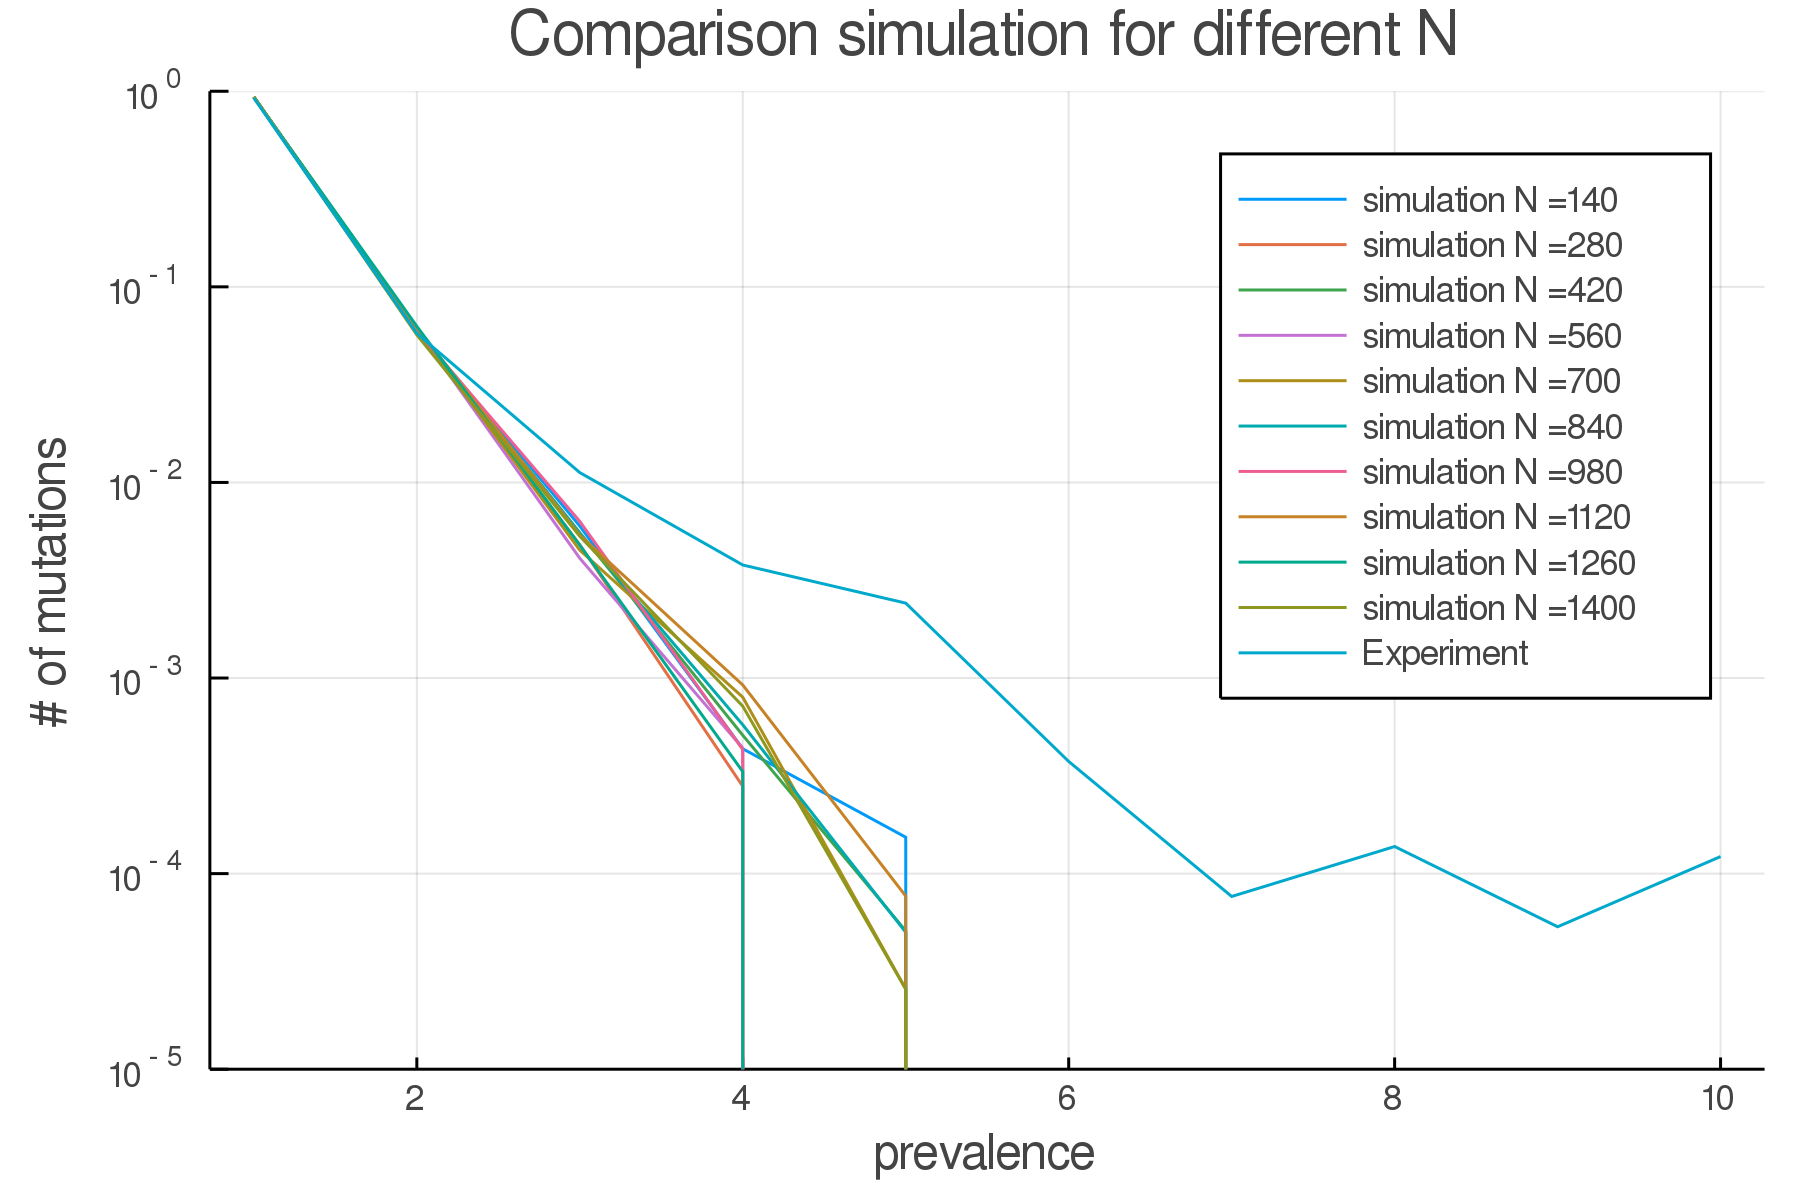 Comparison simulation for different N
10^0
10^-1
10^-2
10^-3
10^-4
10^-5
# of mutations
simulation N =140
simulation N =280
simulation N =420
simulation N =560
simulation N =700
simulation N =840
simulation N =980
simulation N =1120
simulation N =1260
simulation N =1400
Experiment
2 4 6 8 10
prevalence